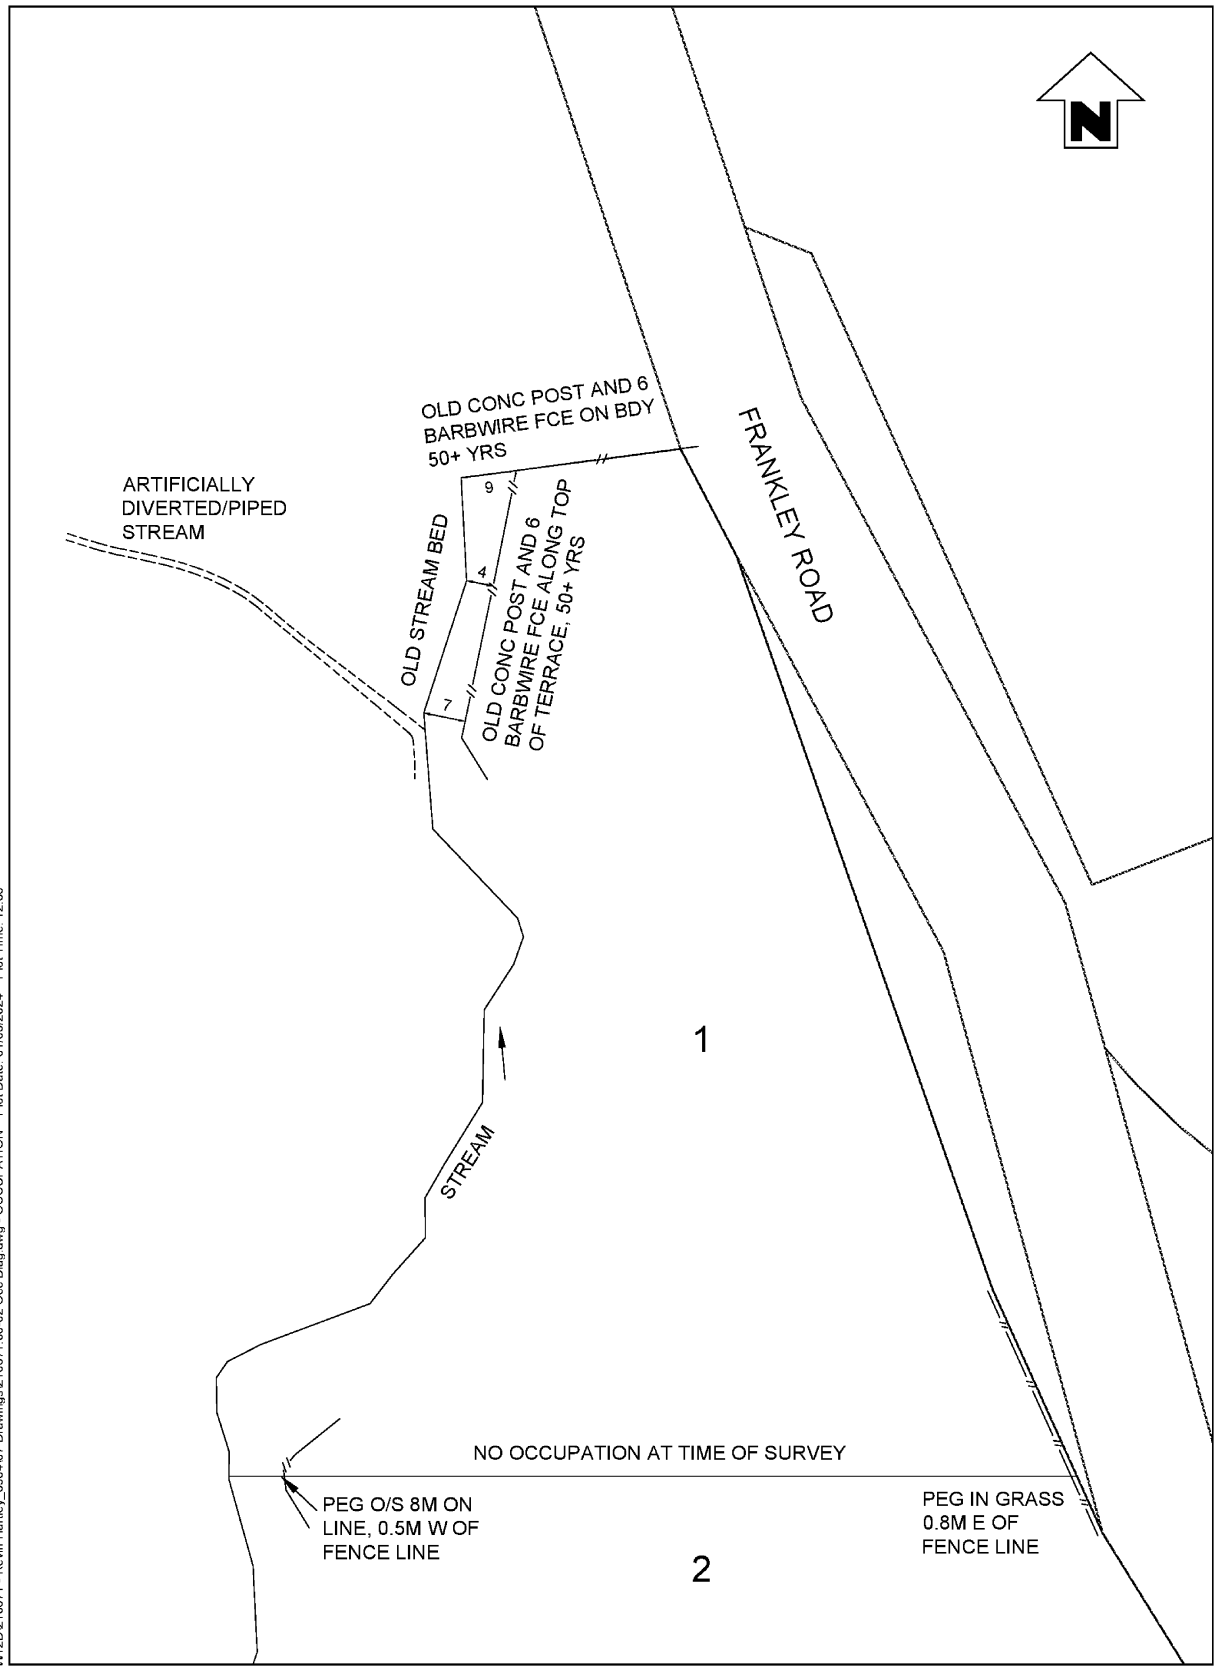 N
OLD CONC POST AND 6
BARBWIRE FCE ON BDY
50+ YRS
FRANKLEY ROAD
ARTIFICIALLY
DIVERTED/PIPED
STREAM
9
4
7
OLD STREAM BED
OLD CONC POST AND 6
BARBWIRE FCE ALONG TOP
OF TERRACE, 50+ YRS
1
STREAM
NO OCCUPATION AT TIME OF SURVEY
PEG O/S 8M ON
LINE, 0.5M W OF
FENCE LINE
PEG IN GRASS
0.8M E OF
FENCE LINE
2